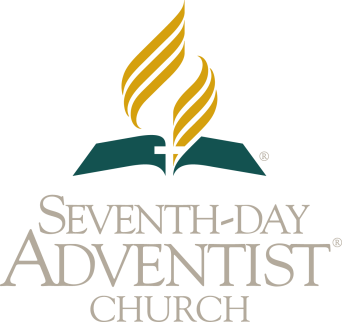 ®
SEVENTH-DAY
ADVENTIST®
CHURCH